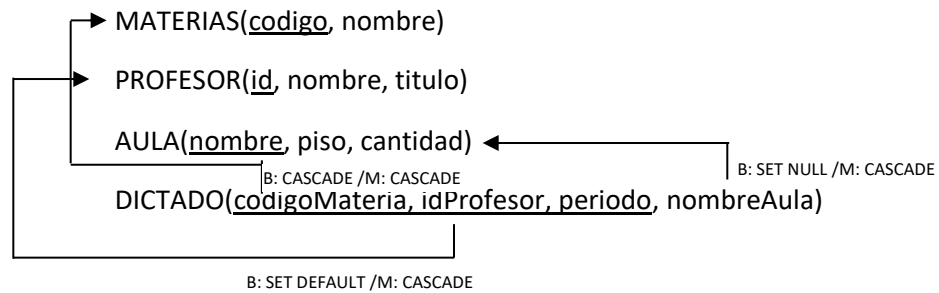 MATERIAS(codigo, nombre)
PROFESOR(id, nombre, titulo)
AULA(nombre, piso, cantidad)
B: SET NULL /M: CASCADE
B: CASCADE /M: CASCADE
DICTADO(codigoMateria, idProfesor, periodo, nombreAula)
B: SET DEFAULT /M: CASCADE